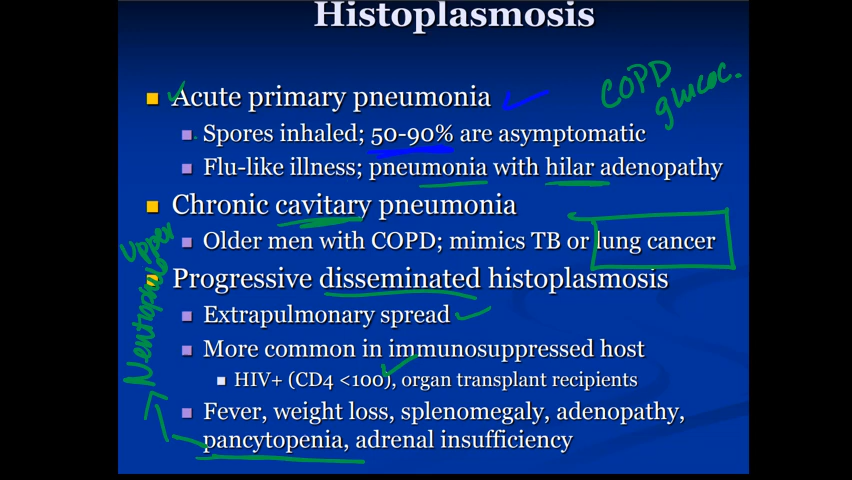 Histoplasmosis
Acute primary pneumonia
COPD
glucoc.
Spores inhaled; 50-90% are asymptomatic
Flu-like illness; pneumonia with hilar adenopathy
Chronic cavitary pneumonia
Older men with COPD; mimics TB or lung cancer
Upper
Progressive disseminated histoplasmosis
Extrapulmonary spread
More common in immunosuppressed host
HIV+ (CD4 <100), organ transplant recipients
Fever, weight loss, splenomegaly, adenopathy,
pancytopenia, adrenal insufficiency